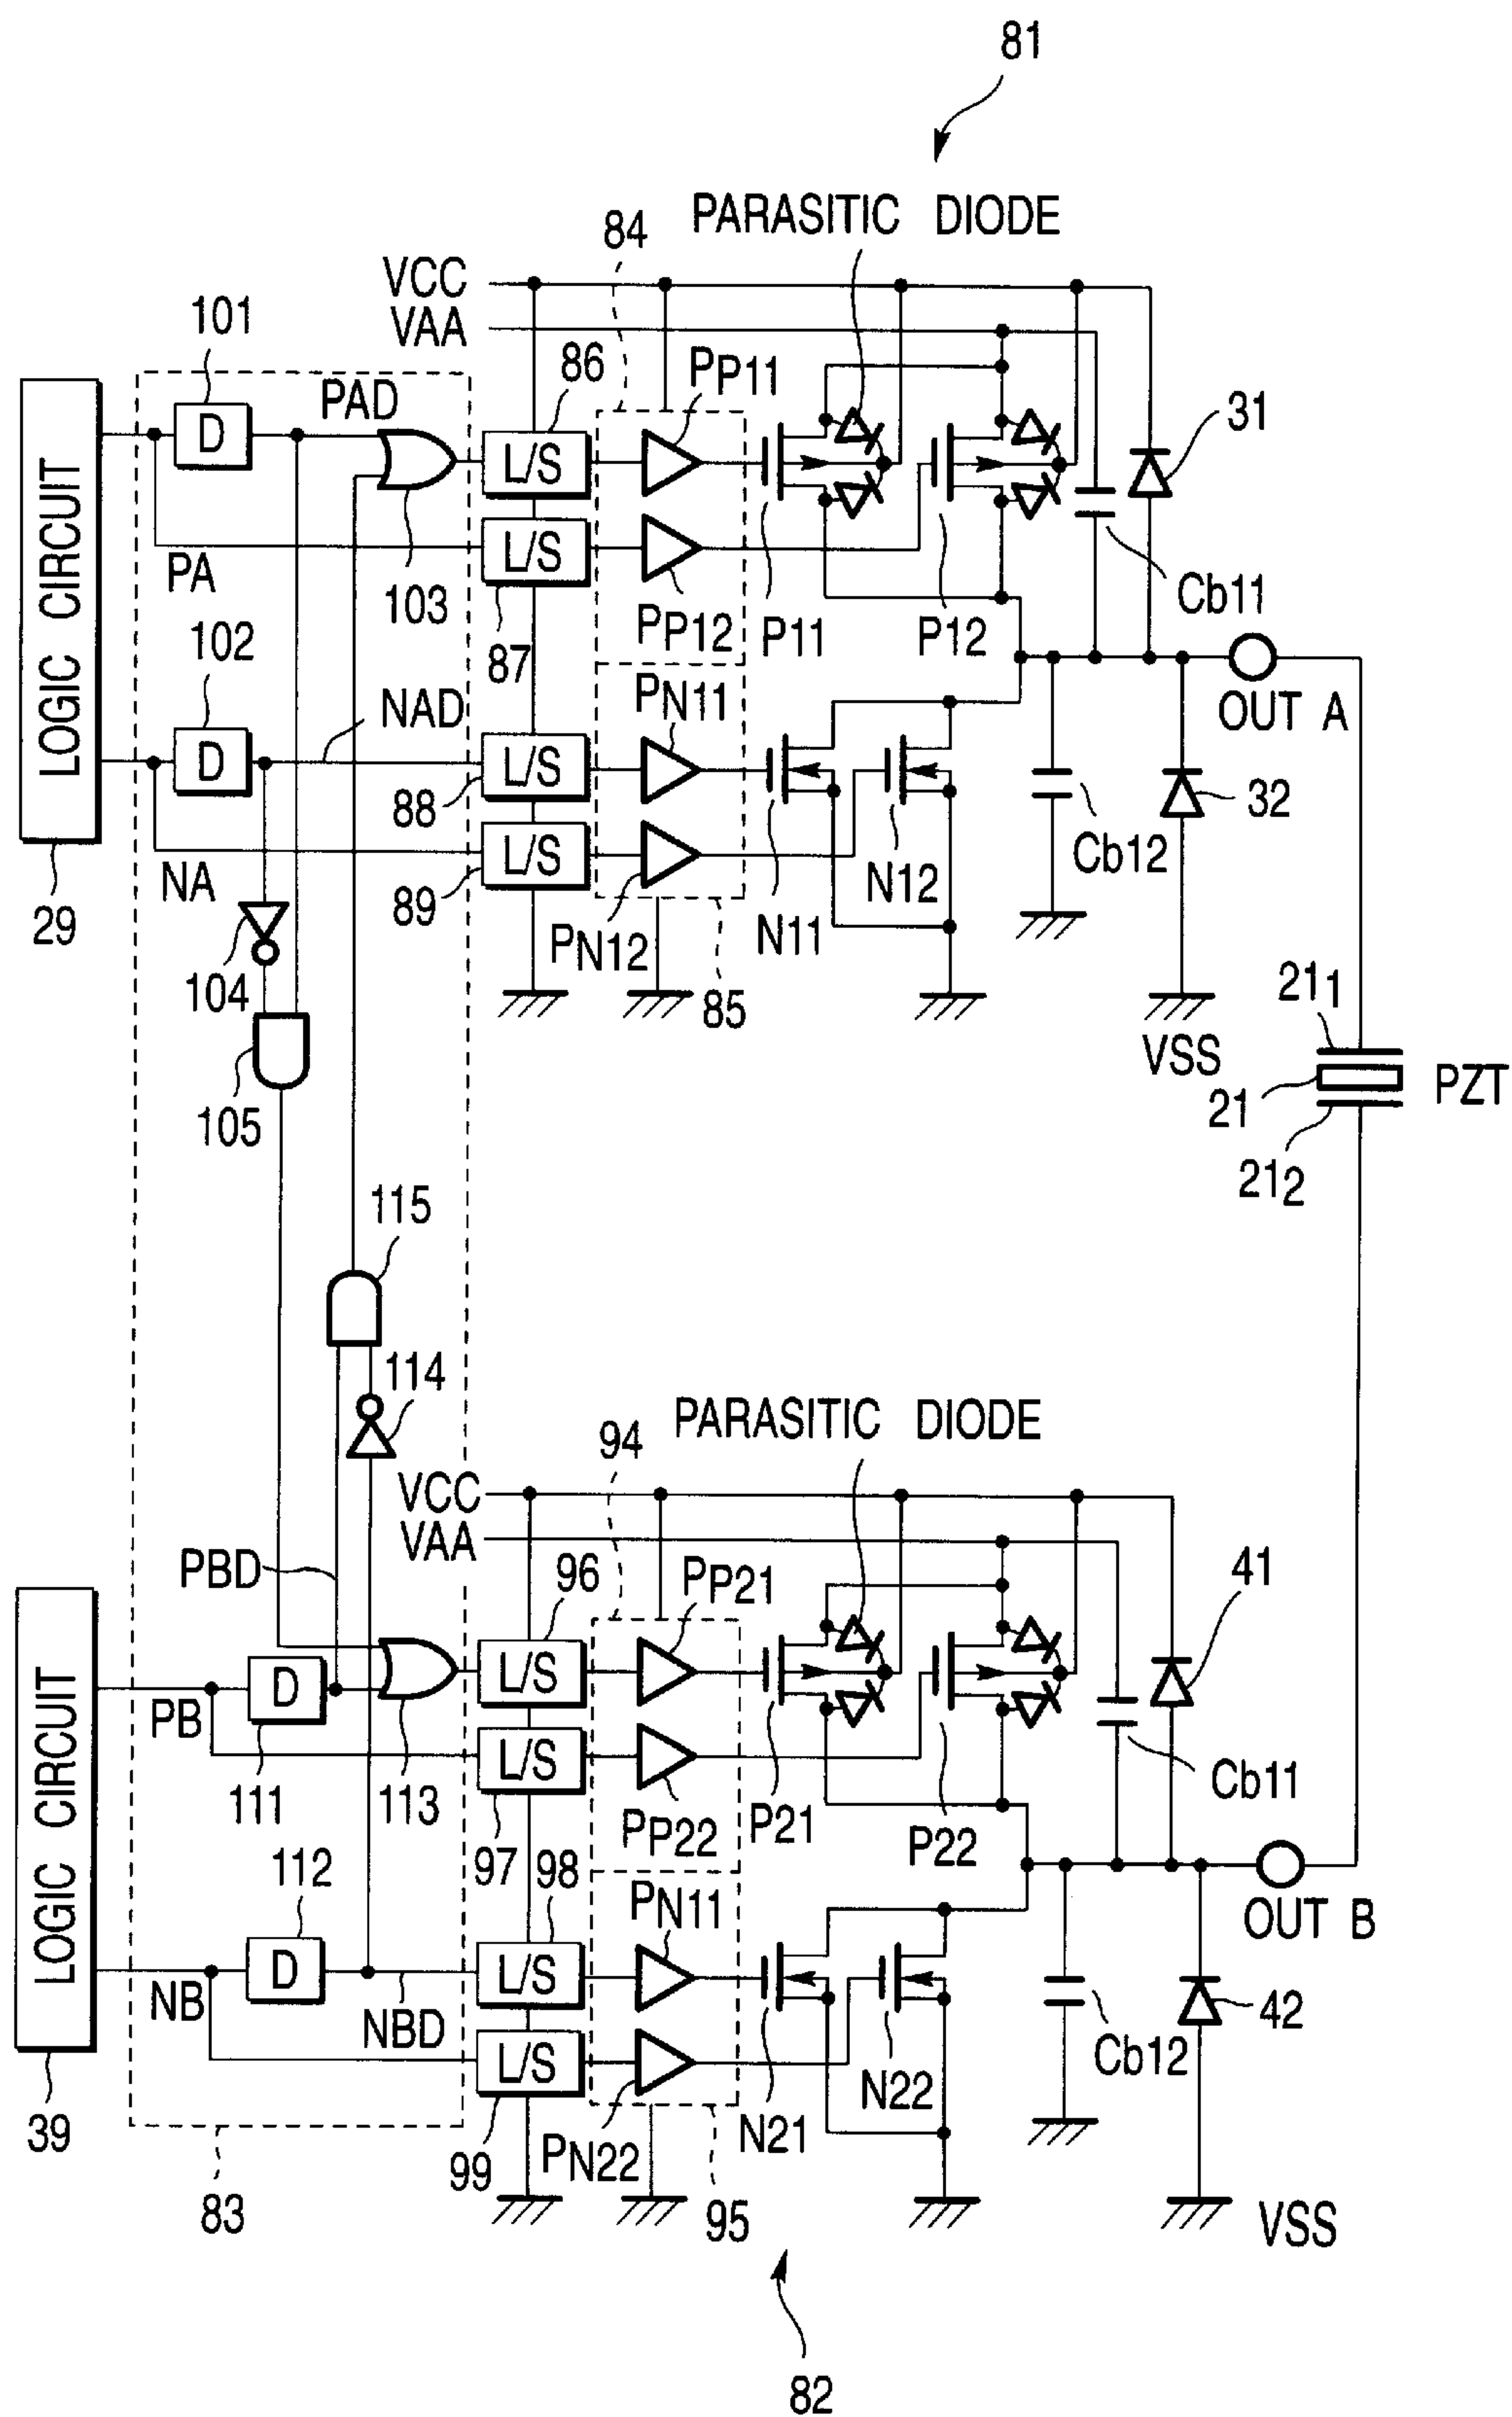 81
PARASITIC DIODE
84
VCC
VAA
101
86
PP11
PAD
31
D
L/S
LOGIC CIRCUIT
L/S
PA
103
Cb11
102
PP12
P11
P12
87
PN11
NAD
OUT A
D
L/S
88
32
Cb12
L/S
NA
N12
89
29
N11
PN12
104
85
211
VSS
PZT
21
105
212
115
114
PARASITIC DIODE
94
VCC
VAA
PBD
96
PP21
41
L/S
D
PB
LOGIC CIRCUIT
L/S
Cb11
111
113
PP22
P21
P22
97
98
112
PN11
OUT B
D
L/S
NB
42
NBD
Cb12
L/S
N22
39
N21
99
PN22
83
95
VSS
82